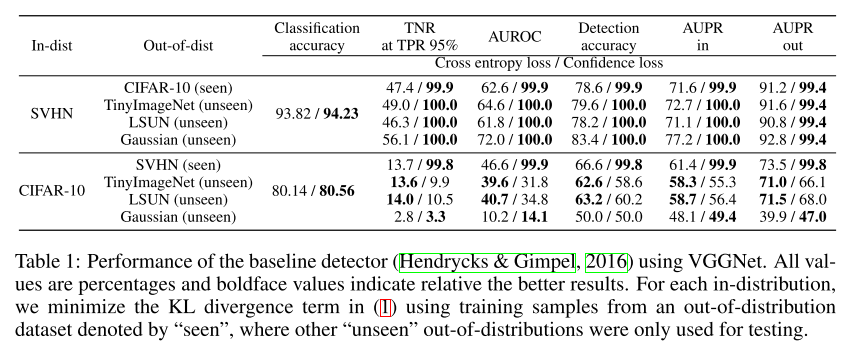 In-dist Out-of-dist Classification accuracy TNR at TPR 95% AUROC Detection accuracy AUPR in AUPR out
Cross entropy loss / Confidence loss
SVHN CIFAR-10 (seen) 93.82 / 94.23 47.4 / 99.9 62.6 / 99.9 78.6 / 99.9 71.6 / 99.9 91.2 / 99.4
TinyImageNet (unseen) 49.0 / 100.0 64.6 / 100.0 79.6 / 100.0 72.7 / 100.0 91.6 / 99.4
LSUN (unseen) 46.3 / 100.0 61.8 / 100.0 78.2 / 100.0 71.1 / 100.0 90.8 / 99.4
Gaussian (unseen) 56.1 / 100.0 72.0 / 100.0 83.4 / 100.0 77.2 / 100.0 92.8 / 99.4
CIFAR-10 SVHN (seen) 80.14 / 80.56 13.7 / 99.8 46.6 / 99.9 66.6 / 99.8 61.4 / 99.9 73.5 / 99.8
TinyImageNet (unseen) 13.6 / 9.9 39.6 / 31.8 62.6 / 58.6 58.3 / 55.3 71.0 / 66.1
LSUN (unseen) 14.0 / 10.5 40.7 / 34.8 63.2 / 60.2 58.7 / 56.4 71.5 / 68.0
Gaussian (unseen) 2.8 / 3.3 10.2 / 14.1 50.0 / 50.0 48.1 / 49.4 39.9 / 47.0
Table 1: Performance of the baseline detector (Hendrycks & Gimpel, 2016) using VGGNet. All val-
ues are percentages and boldface values indicate relative the better results. For each in-distribution,
we minimize the KL divergence term in (1) using training samples from an out-of-distribution
dataset denoted by “seen”, where other “unseen” out-of-distributions were only used for testing.